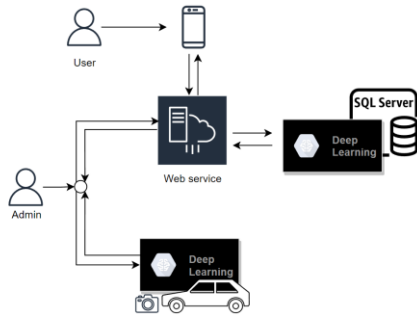 User
SQL Server
Deep
Learning
Web service
Admin
Deep
Learning